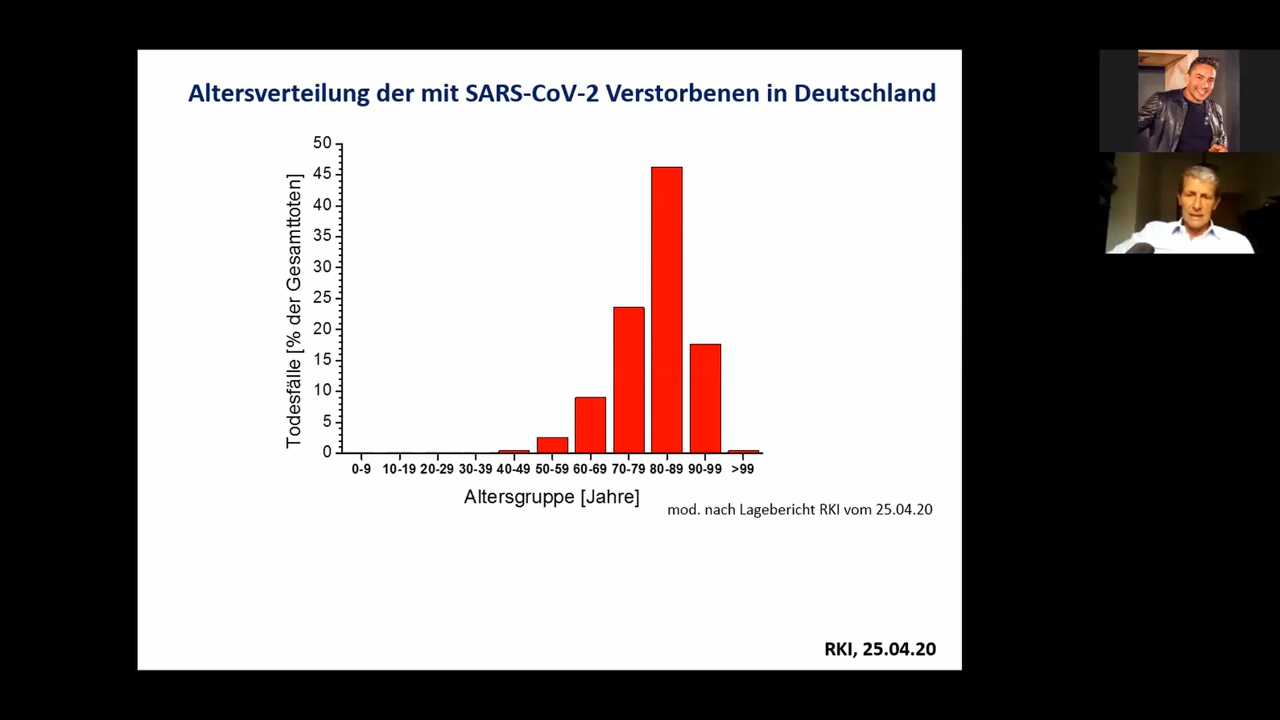 Altersverteilung der mit SARS-CoV-2 Verstorbenen in Deutschland
Todesfälle [% der Gesamttoten]
50
45
40
35
30
25
20
15
10
5
0
0-9 10-19 20-29 30-39 40-49 50-59 60-69 70-79 80-89 90-99 >99
Altersgruppe [Jahre]
mod. nach Lagebericht RKI vom 25.04.20
RKI, 25.04.20